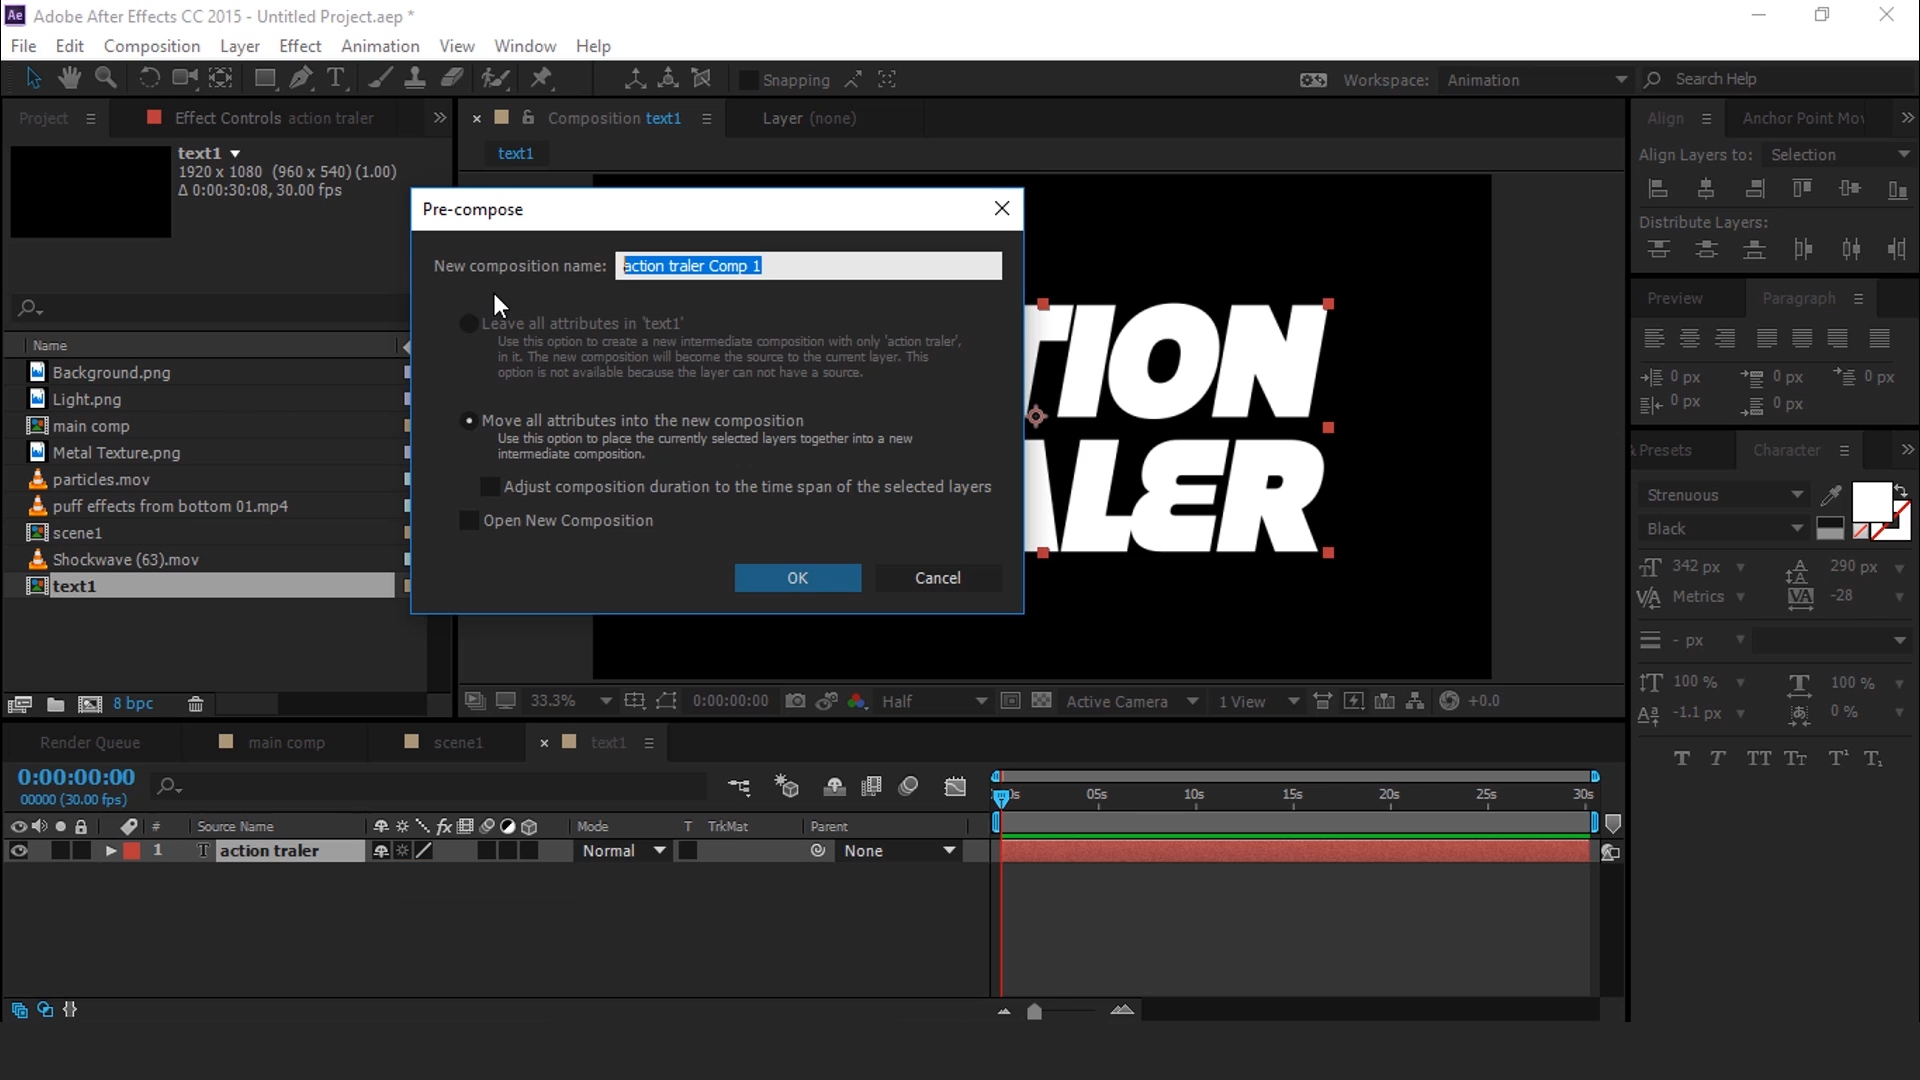 Ae Adobe After Effects CC 2015 - Untitled Project.aep *
File Edit Composition Layer Effect Animation View Window Help
Snapping
Workspace: Animation
Search Help
Project
Effect Controls action traler
Composition text1
Layer (none)
Align
text1
text1
1920 x 1080 (960 x 540) (1.00)
Δ 0:00:30:08, 30.00 fps
Align Layers to: Selection
Distribute Layers:
Pre-compose
New composition name: action traler Comp 1
Leave all attributes in 'text1'
Use this option to create a new intermediate composition with only 'action traler',
in it. The new composition will become the source to the current layer. This
option is not available because the layer can not have a source.
Move all attributes into the new composition
Use this option to place the currently selected layers together into a new
intermediate composition.
Adjust composition duration to the time span of the selected layers
Open New Composition
OK Cancel
TION
ALER
Name
Background.png
Light.png
main comp
Metal Texture.png
particles.mov
puff effects from bottom 01.mp4
scene1
Shockwave (63).mov
text1
8 bpc
33.3%
0:00:00:00
Half
Active Camera
1 View
+0.0
Preview Paragraph
0 px 0 px 0 px
0 px 0 px
& Presets Character
Strenuous
Black
342 px 290 px
Metrics -28
- px
100 % 100 %
-1.1 px 0 %
Render Queue main comp scene1 text1
0:00:00:00
00000 (30.00 fps)
05s 10s 15s 20s 25s 30s
# Source Name Mode T TrkMat Parent
1 action traler Normal None